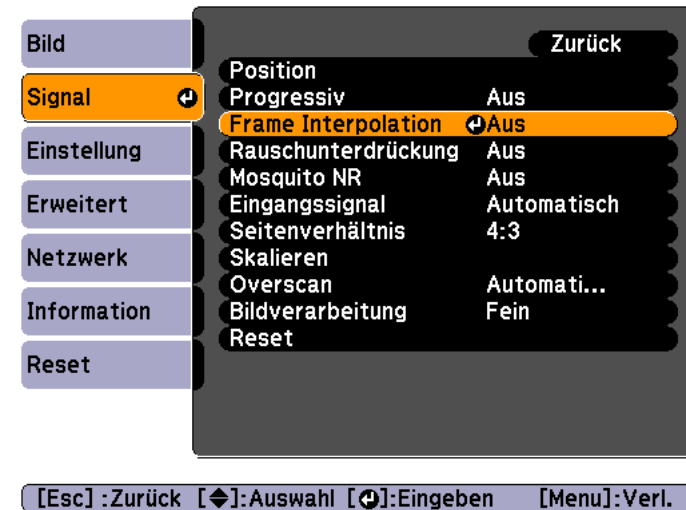 Bild
Signal
Einstellung
Erweitert
Netzwerk
Information
Reset
Zurück
Position
Progressiv Aus
Frame Interpolation Aus
Rauschunterdrückung Aus
Mosquito NR Aus
Eingangssignal Automatisch
Seitenverhältnis 4:3
Skalieren
Overscan Automati...
Bildverarbeitung Fein
Reset
[Esc] :Zurück [◆]:Auswahl [⏎]:Eingeben [Menu]:Verl.